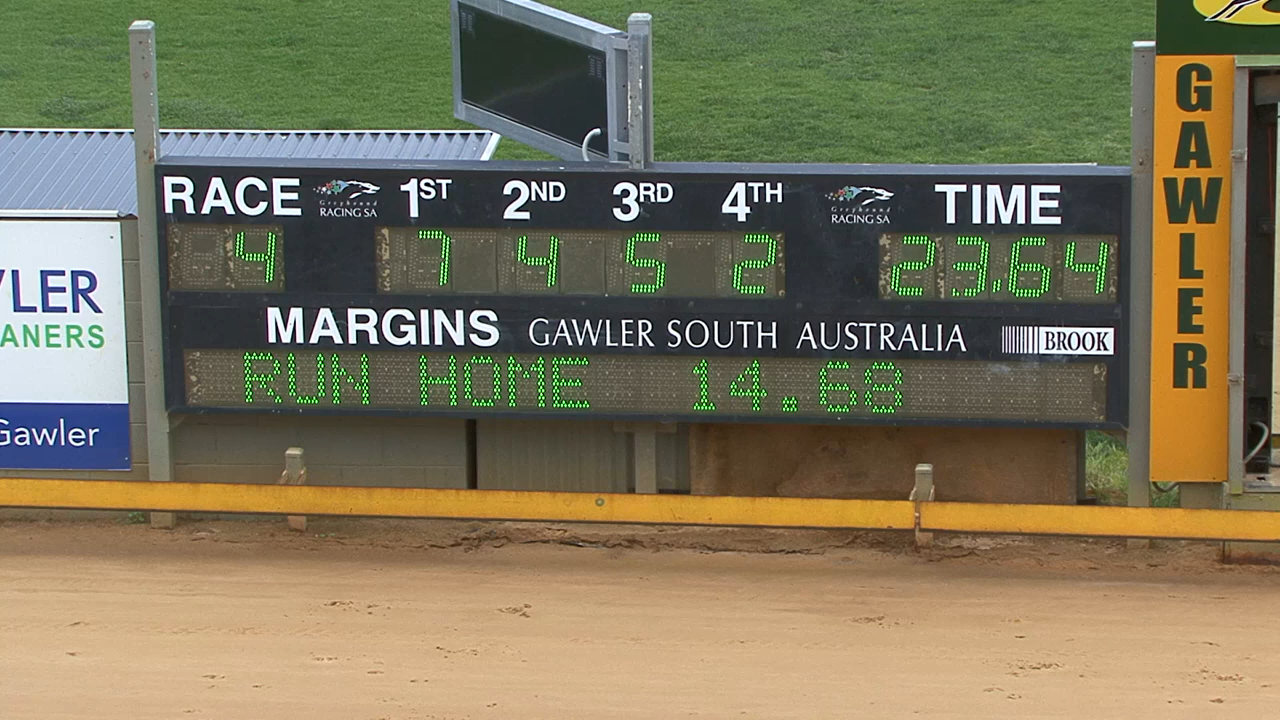 RACE 1ST 2ND 3RD 4TH TIME
Greyhound RACING SA
Greyhound RACING SA
4 7 4 5 2 23.64
MARGINS GAWLER SOUTH AUSTRALIA BROOK
RUN HOME 14.68
GAWLER
LER
ANERS
Gawler